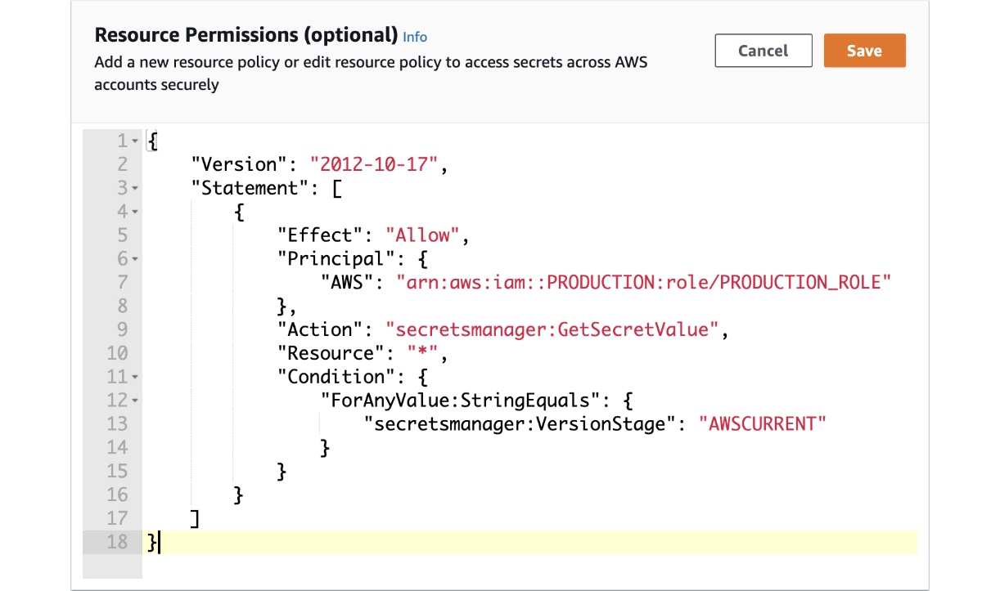 Resource Permissions (optional) Info
Add a new resource policy or edit resource policy to access secrets across AWS
accounts securely
Cancel
Save
1 {
2 "Version": "2012-10-17",
3 "Statement": [
4 {
5 "Effect": "Allow",
6 "Principal": {
7 "AWS": "arn:aws:iam::PRODUCTION:role/PRODUCTION_ROLE"
8 },
9 "Action": "secretsmanager:GetSecretValue",
10 "Resource": "*",
11 "Condition": {
12 "ForAnyValue:StringEquals": {
13 "secretsmanager:VersionStage": "AWSCURRENT"
14 }
15 }
16 }
17 ]
18 }